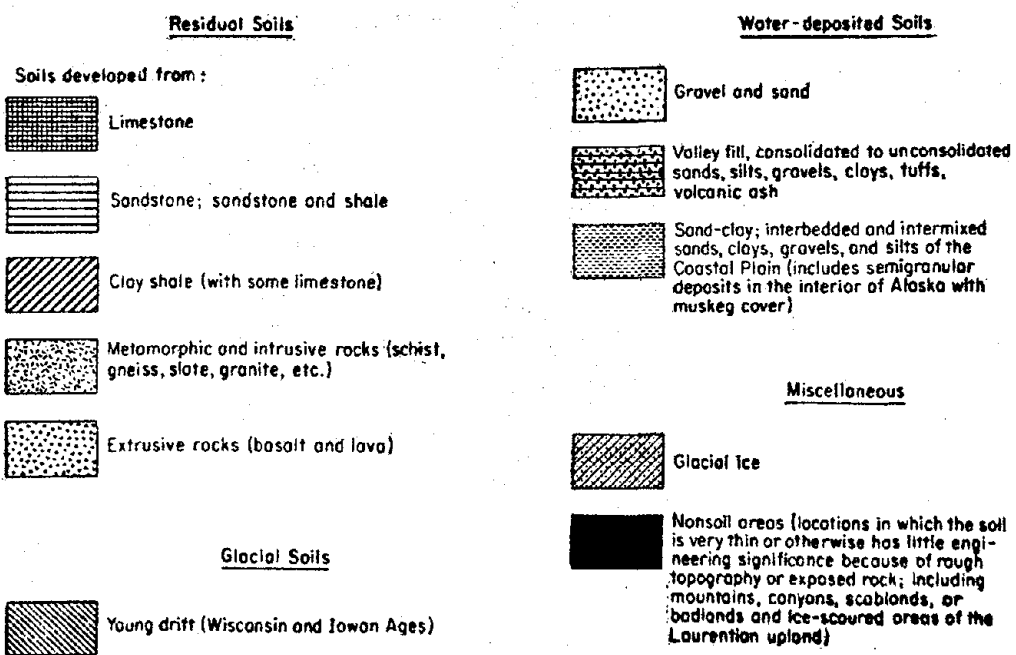 Residual Soils
Soils developed from:
Limestone
Sandstone; sandstone and shale
Clay shale (with some limestone)
Metamorphic and intrusive rocks (schist,
gneiss, slate, granite, etc.)
Extrusive rocks (basalt and lava)
Glacial Soils
Young drift (Wisconsin and Iowan Ages)
Water-deposited Soils
Gravel and sand
Valley fill, consolidated to unconsolidated
sands, silts, gravels, clays, tuffs,
volcanic ash
Sand-clay; interbedded and intermixed
sands, clays, gravels, and silts of the
Coastal Plain (includes semigranular
deposits in the interior of Alaska with
muskeg cover)
Miscellaneous
Glacial Ice
Nonsoil areas (locations in which the soil
is very thin or otherwise has little engi-
neering significance because of rough
topography or exposed rock; including
mountains, canyons, scablands, or
badlands and ice-scoured areas of the
Laurention upland)